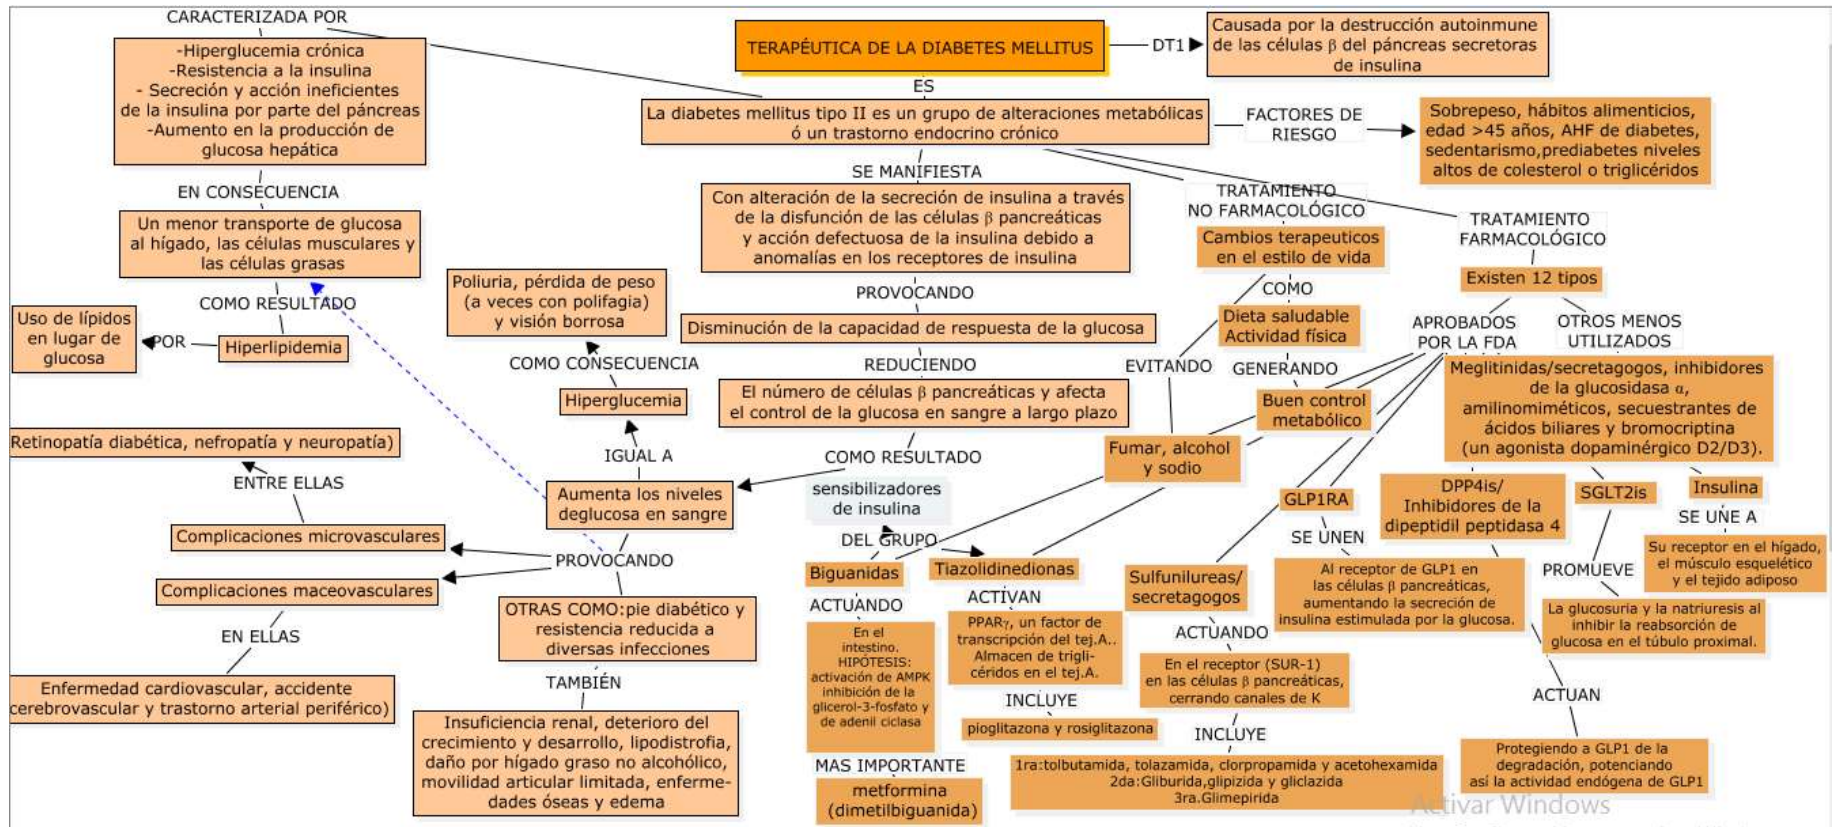 CARACTERIZADA POR
-Hiperglucemia crónica
-Resistencia a la insulina
- Secreción y acción ineficientes
de la insulina por parte del páncreas
-Aumento en la producción de
glucosa hepática
EN CONSECUENCIA
Un menor transporte de glucosa
al hígado, las células musculares y
las células grasas
COMO RESULTADO
Hiperlipidemia
POR
Uso de lípidos
en lugar de
glucosa
TERAPÉUTICA DE LA DIABETES MELLITUS
DT1
Causada por la destrucción autoinmune
de las células β del páncreas secretoras
de insulina
ES
La diabetes mellitus tipo II es un grupo de alteraciones metabólicas
ó un trastorno endocrino crónico
FACTORES DE
RIESGO
Sobrepeso, hábitos alimenticios,
edad >45 años, AHF de diabetes,
sedentarismo,prediabetes niveles
altos de colesterol o triglicéridos
SE MANIFIESTA
Con alteración de la secreción de insulina a través
de la disfunción de las células β pancreáticas
y acción defectuosa de la insulina debido a
anomalías en los receptores de insulina
PROVOCANDO
Disminución de la capacidad de respuesta de la glucosa
REDUCIENDO
El número de células β pancreáticas y afecta
el control de la glucosa en sangre a largo plazo
COMO RESULTADO
Aumenta los niveles
deglucosa en sangre
IGUAL A
Hiperglucemia
COMO CONSECUENCIA
Poliuria, pérdida de peso
(a veces con polifagia)
y visión borrosa
PROVOCANDO
Complicaciones microvasculares
ENTRE ELLAS
Retinopatía diabética, nefropatía y neuropatía)
Complicaciones maceovasculares
EN ELLAS
Enfermedad cardiovascular, accidente
cerebrovascular y trastorno arterial periférico)
OTRAS COMO:pie diabético y
resistencia reducida a
diversas infecciones
TAMBIÉN
Insuficiencia renal, deterioro del
crecimiento y desarrollo, lipodistrofia,
daño por hígado graso no alcohólico,
movilidad articular limitada, enferme-
dades óseas y edema
TRATAMIENTO
NO FARMACOLÓGICO
Cambios terapeuticos
en el estilo de vida
COMO
Dieta saludable
Actividad física
GENERANDO
Buen control
metabólico
EVITANDO
Fumar, alcohol
y sodio
TRATAMIENTO
FARMACOLÓGICO
Existen 12 tipos
APROBADOS
POR LA FDA
OTROS MENOS
UTILIZADOS
Meglitinidas/secretagogos, inhibidores
de la glucosidasa α,
amilinomiméticos, secuestrantes de
ácidos biliares y bromocriptina
(un agonista dopaminérgico D2/D3).
sensibilizadores
de insulina
DEL GRUPO
Biguanidas
ACTUANDO
En el
intestino.
HIPÓTESIS:
activación de AMPK
inhibición de la
glicerol-3-fosfato y
de adenil ciclasa
MAS IMPORTANTE
metformina
(dimetilbiguanida)
Tiazolidinedionas
ACTÍVAN
PPARγ, un factor de
transcripción del tej.A..
Almacen de trigli-
céridos en el tej.A.
INCLUYE
pioglitazona y rosiglitazona
Sulfunilureas/
secretagogos
ACTUANDO
En el receptor (SUR-1)
en las células β pancreáticas,
cerrando canales de K
INCLUYE
1ra:tolbutamida, tolazamida, clorpropamida y acetohexamida
2da:Gliburida,glipizida y gliclazida
3ra.Glimepirida
GLP1RA
SE UNEN
Al receptor de GLP1 en
las células β pancreáticas,
aumentando la secreción de
insulina estimulada por la glucosa.
DPP4is/
Inhibidores de la
dipeptidil peptidasa 4
ACTUAN
Protegiendo a GLP1 de la
degradación, potenciando
así la actividad endógena de GLP1
SGLT2is
PROMUEVE
La glucosuria y la natriuresis al
inhibir la reabsorción de
glucosa en el túbulo proximal.
Insulina
SE UNE A
Su receptor en el hígado,
el músculo esquelético
y el tejido adiposo
Activar Windows